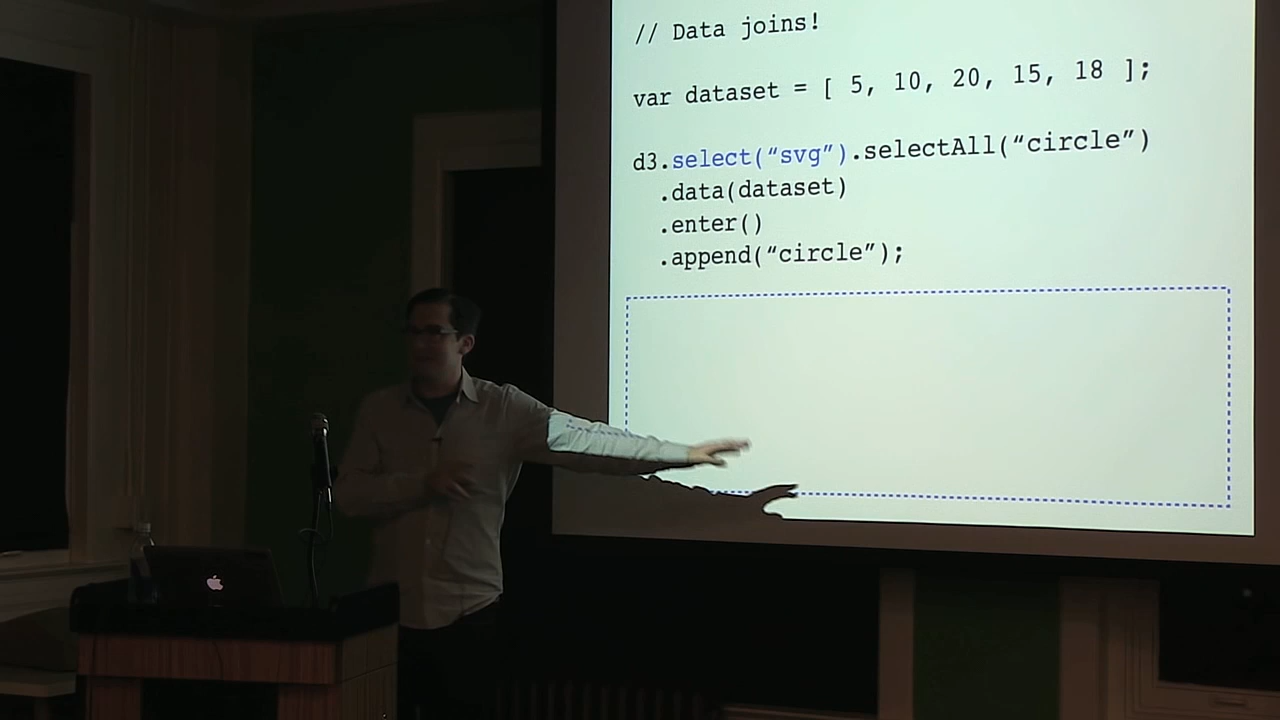 // Data joins!
var dataset = [ 5, 10, 20, 15, 18 ];
d3.select(“svg”).selectAll(“circle”)
.data(dataset)
.enter()
.append(“circle”);